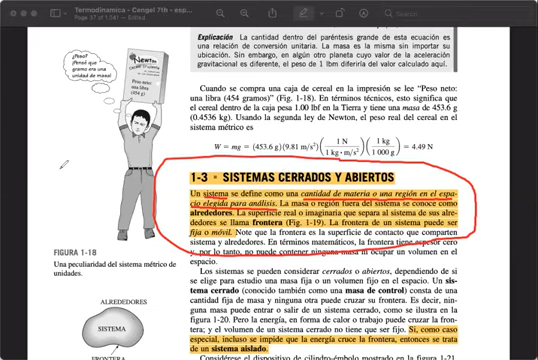 Termodinamica - Cengel 7th - esp...
Page 37 of 1,041 — Edited
Search
Explicación La cantidad dentro del paréntesis grande de esta ecuación es
una relación de conversión unitaria. La masa es la misma sin importar su
ubicación. Sin embargo, en algún otro planeta cuyo valor de la aceleración
gravitacional es diferente, el peso de 1 lbm diferiría del valor calculado aquí.
Cuando se compra una caja de cereal en la impresión se lee "Peso neto:
una libra (454 gramos)" (Fig. 1-18). En términos técnicos, esto significa que
el cereal dentro de la caja pesa 1.00 lbf en la Tierra y tiene una masa de 453.6 g
(0.4536 kg). Usando la segunda ley de Newton, el peso real del cereal en el
sistema métrico es
W = mg = (453.6 g)(9.81 m/s²)(1 N / 1 kg · m/s²)(1 kg / 1 000 g) = 4.49 N
¿Peso?
¡Pensé que
gramo era una
unidad de masa!
Newton
Peso neto:
una libra
(454 g)
FIGURA 1-18
Una peculiaridad del sistema métrico de
unidades.
1-3 SISTEMAS CERRADOS Y ABIERTOS
Un sistema se define como una cantidad de materia o una región en el espa-
cio elegida para análisis. La masa o región fuera del sistema se conoce como
alrededores. La superficie real o imaginaria que separa al sistema de sus alre-
dedores se llama frontera (Fig. 1-19). La frontera de un sistema puede ser
fija o móvil. Note que la frontera es la superficie de contacto que comparten
sistema y alrededores. En términos matemáticos, la frontera tiene espesor cero
y, por lo tanto, no puede contener ninguna masa ni ocupar un volumen en el
espacio.
Los sistemas se pueden considerar cerrados o abiertos, dependiendo de si
se elige para estudio una masa fija o un volumen fijo en el espacio. Un sis-
tema cerrado (conocido también como una masa de control) consta de una
cantidad fija de masa y ninguna otra puede cruzar su frontera. Es decir, nin-
guna masa puede entrar o salir de un sistema cerrado, como se ilustra en la
figura 1-20. Pero la energía, en forma de calor o trabajo puede cruzar la fron-
tera; y el volumen de un sistema cerrado no tiene que ser fijo. Si, como caso
especial, incluso se impide que la energía cruce la frontera, entonces se trata
de un sistema aislado.
Considérese el dispositivo de cilindro-émbolo mostrado en la figura 1-21.
ALREDEDORES
SISTEMA
FRONTERA